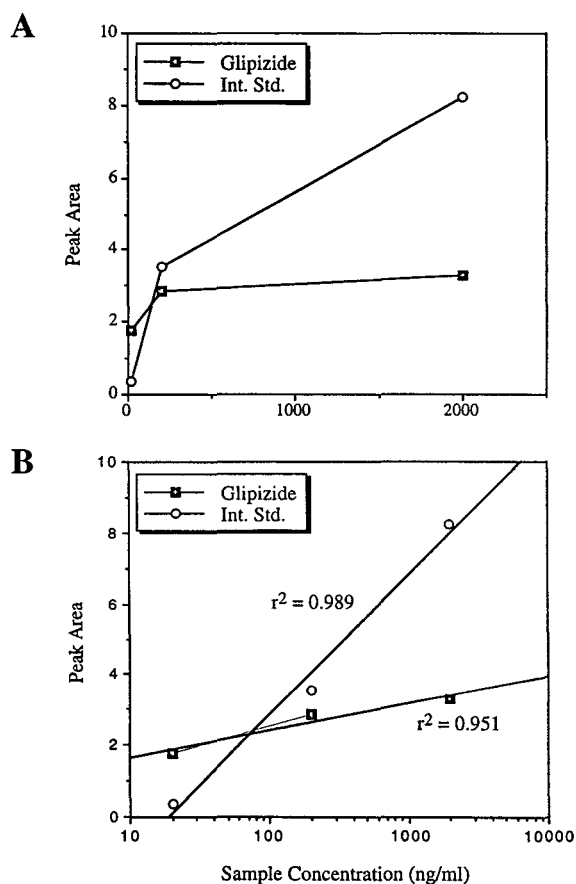 A
10
8
6
4
2
0
Peak Area
Glipizide
Int. Std.
0
1000
2000
B
10
8
6
4
2
0
Peak Area
Glipizide
Int. Std.
r² = 0.989
r² = 0.951
10
100
1000
10000
Sample Concentration (ng/ml)